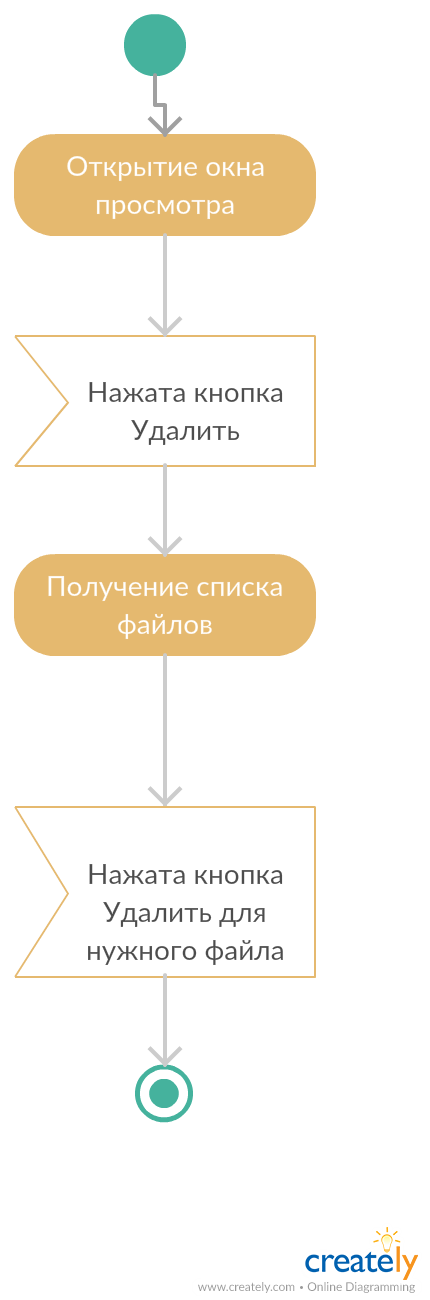 Открытие окна
просмотра
Нажата кнопка
Удалить
Получение списка
файлов
Нажата кнопка
Удалить для
нужного файла
creately
www.creately.com • Online Diagramming